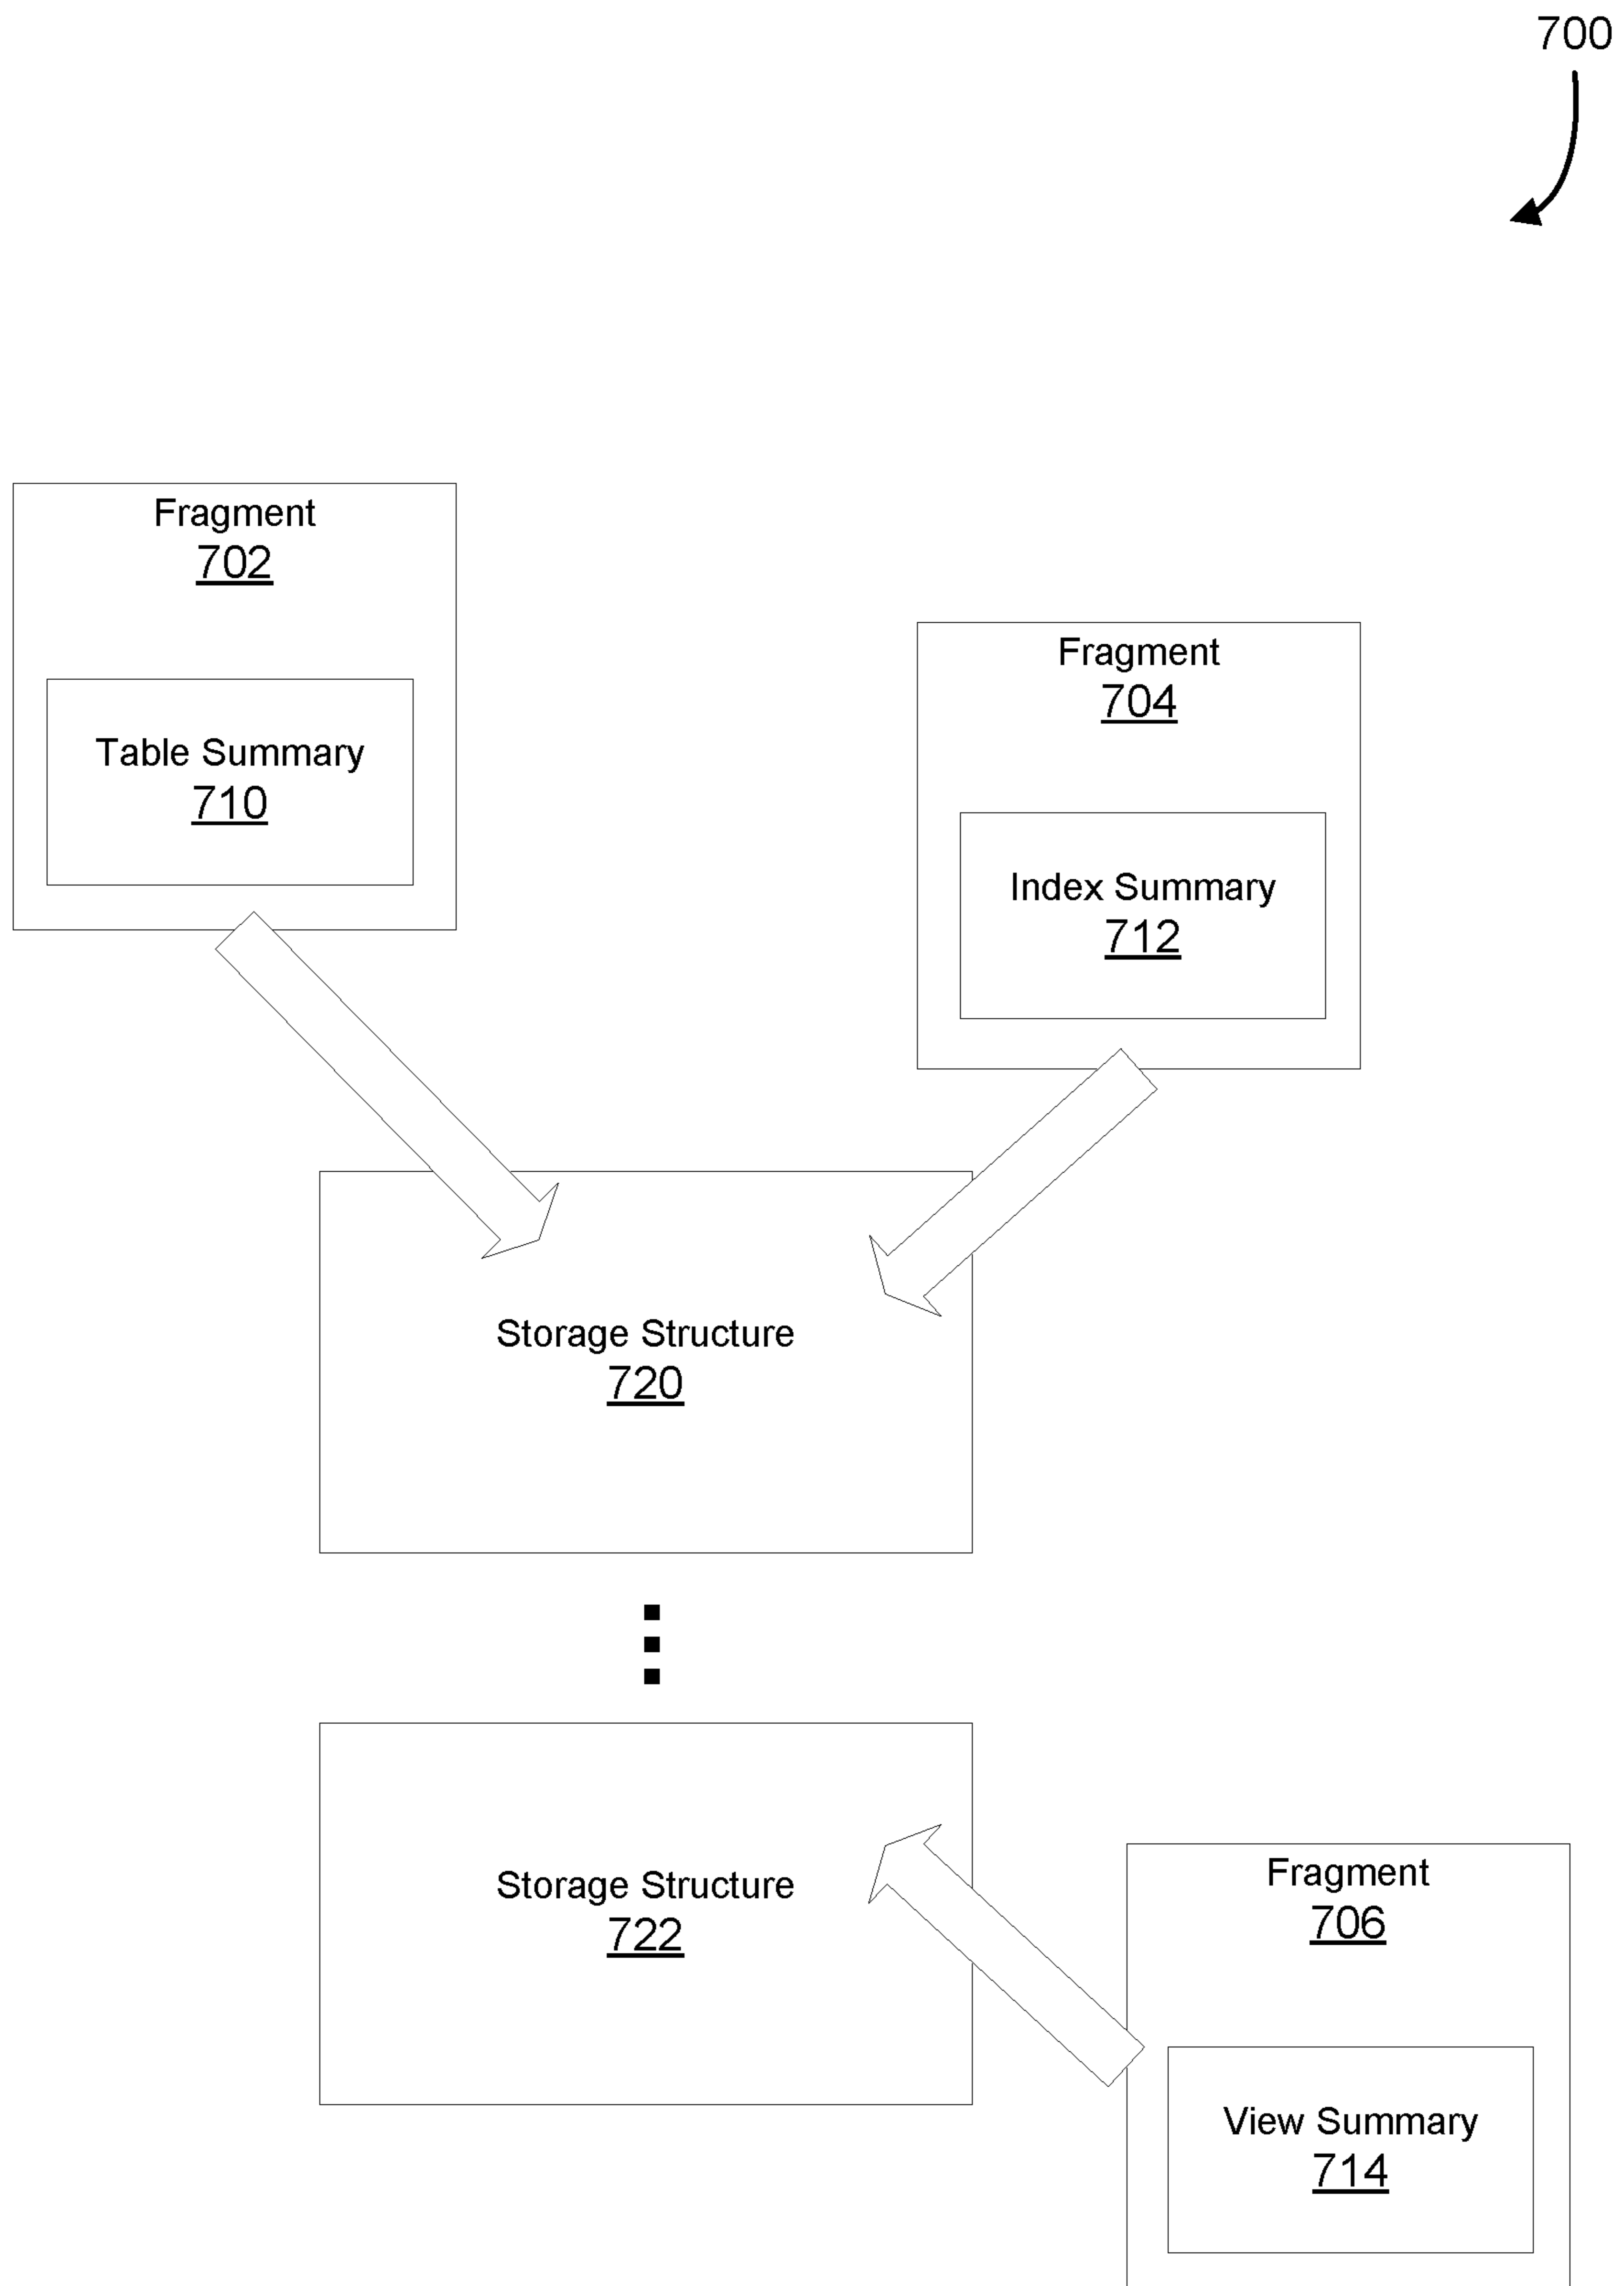 700
Fragment
702
Table Summary
710
Fragment
704
Index Summary
712
Storage Structure
720
Storage Structure
722
Fragment
706
View Summary
714